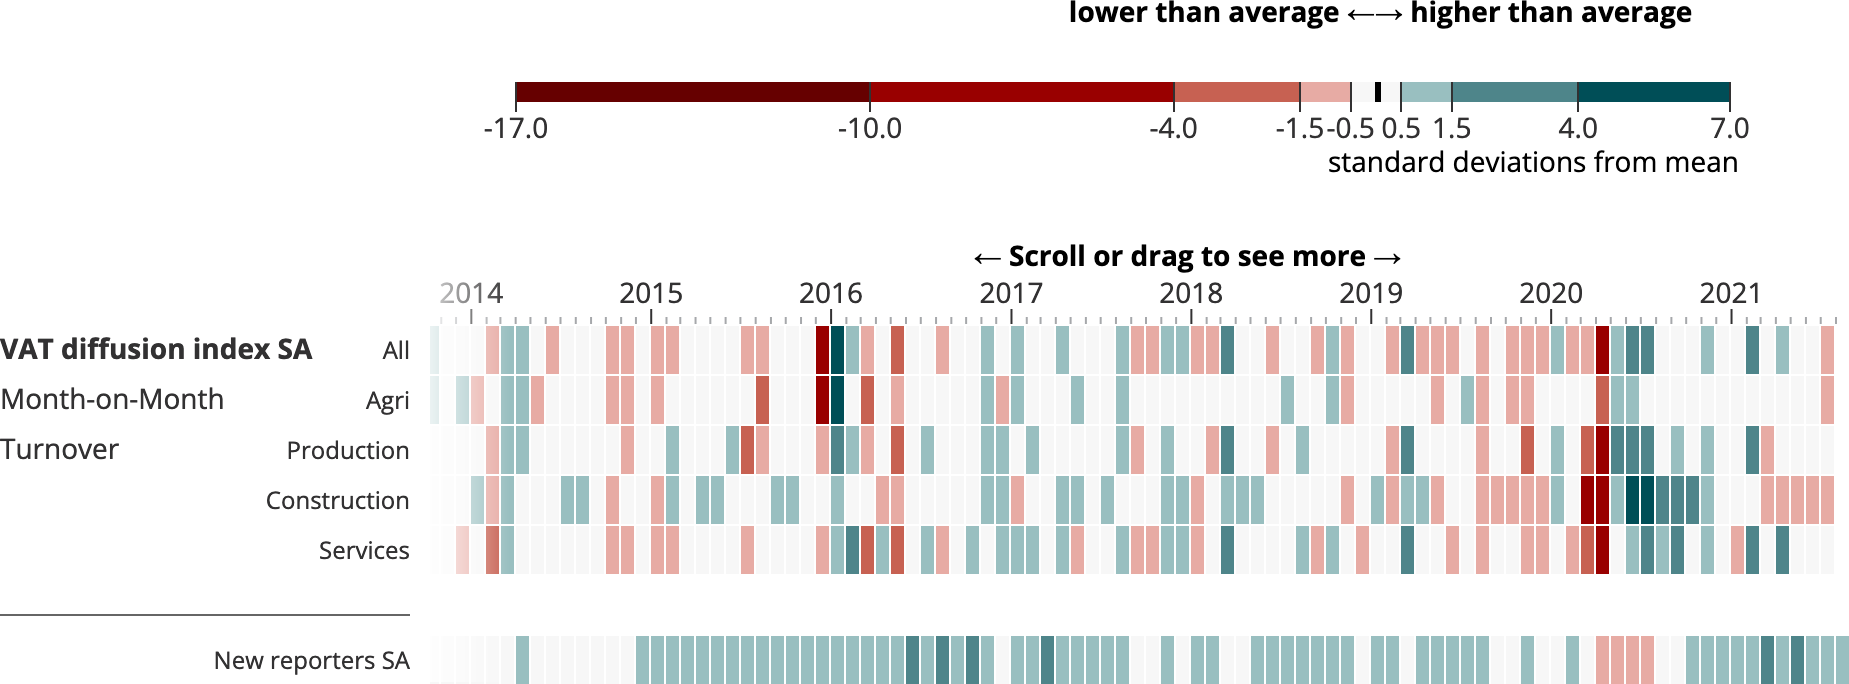 lower than average ←→ higher than average
-17.0 -10.0 -4.0 -1.5 -0.5 0.5 1.5 4.0 7.0
standard deviations from mean
← Scroll or drag to see more →
2014 2015 2016 2017 2018 2019 2020 2021
VAT diffusion index SA All
Month-on-Month Agri
Turnover Production
Construction
Services
New reporters SA